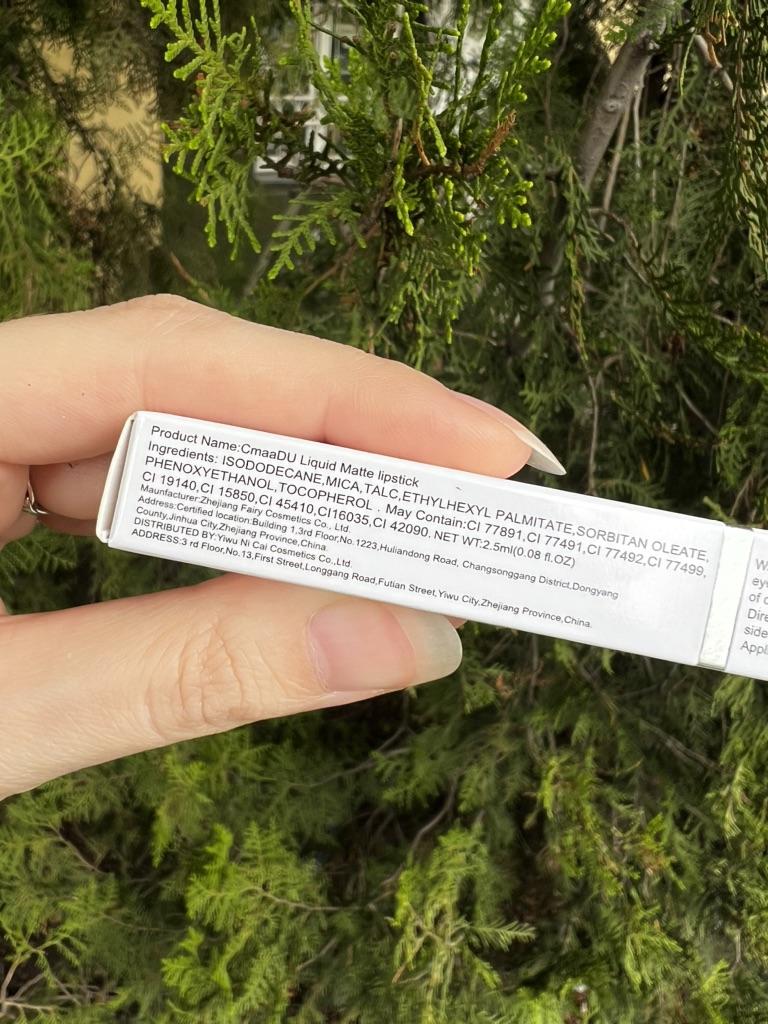 Product Name:CmaaDU Liquid Matte lipstick
Ingredients: ISODODECANE,MICA,TALC,ETHYLHEXYL PALMITATE,SORBITAN OLEATE,
PHENOXYETHANOL,TOCOPHEROL . May Contain:CI 77891,CI 77491,CI 77492,CI 77499,
CI 19140,CI 15850,CI 45410,CI16035,CI 42090. NET WT:2.5ml(0.08 fl.OZ)
Manufacturer:Zhejiang Fairy Cosmetics Co., Ltd.
Address:Certified location:Building 1,3rd Floor,No.1223,Huliandong Road, Changsonggang District,Dongyang
County,Jinhua City,Zhejiang Province,China.
DISTRIBUTED BY:Yiwu Ni Cai Cosmetics Co.,Ltd.
ADDRESS:3 rd Floor,No.13,First Street,Longgang Road,Futian Street,Yiwu City,Zhejiang Province,China.
of
Dire
side
Appl